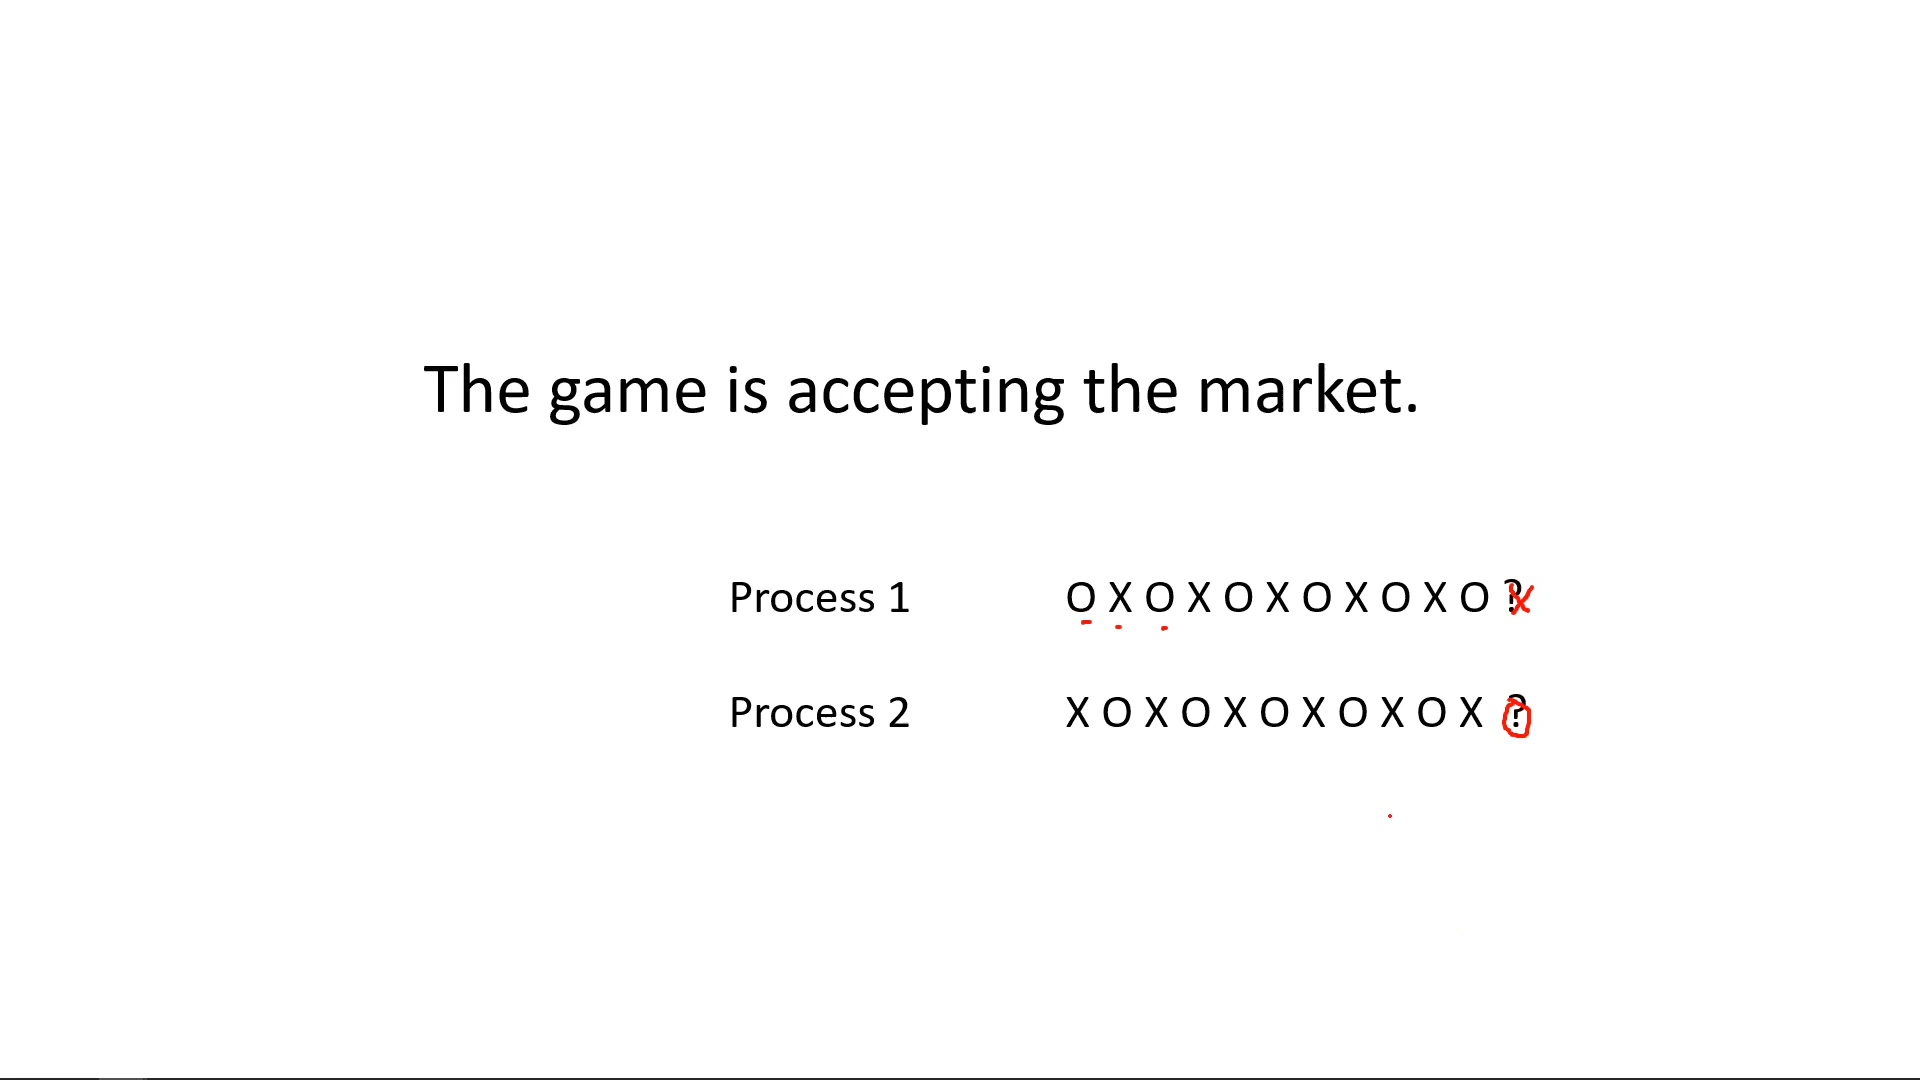 The game is accepting the market.
Process 1 O X O X O X O X O X O ?
Process 2 X O X O X O X O X O X ?